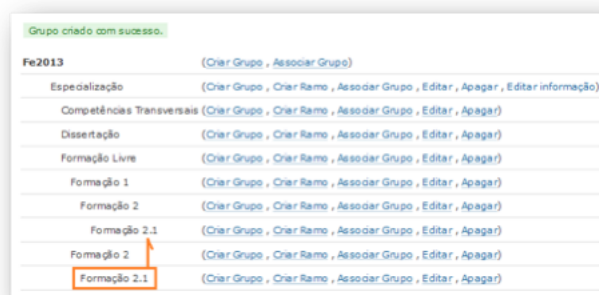 Grupo criado com sucesso.
Fe2013 (Criar Grupo , Associar Grupo)
Especialização (Criar Grupo , Criar Ramo , Associar Grupo , Editar , Apagar , Editar informação)
Competências Transversais (Criar Grupo , Criar Ramo , Associar Grupo , Editar , Apagar)
Dissertação (Criar Grupo , Criar Ramo , Associar Grupo , Editar , Apagar)
Formação Livre (Criar Grupo , Criar Ramo , Associar Grupo , Editar , Apagar)
Formação 1 (Criar Grupo , Criar Ramo , Associar Grupo , Editar , Apagar)
Formação 2 (Criar Grupo , Criar Ramo , Associar Grupo , Editar , Apagar)
Formação 2.1 (Criar Grupo , Criar Ramo , Associar Grupo , Editar , Apagar)
Formação 2 (Criar Grupo , Criar Ramo , Associar Grupo , Editar , Apagar)
Formação 2.1 (Criar Grupo , Criar Ramo , Associar Grupo , Editar , Apagar)